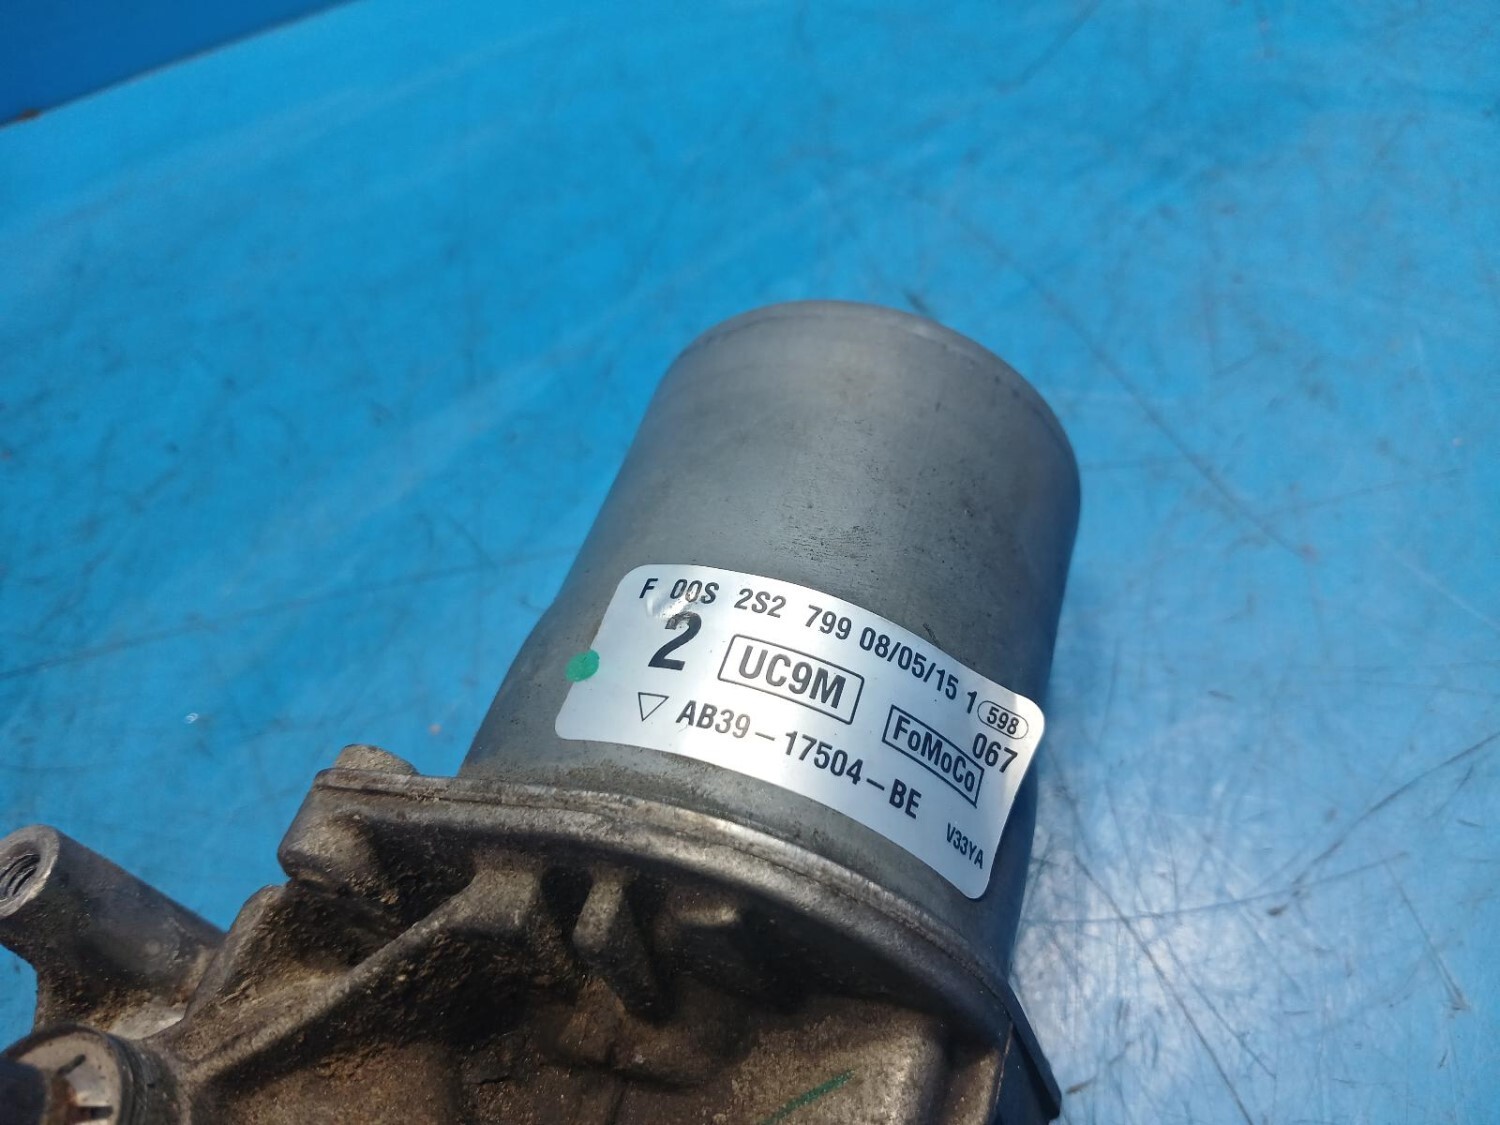 F 00S 2S2 799 08/05/15 1 598
2 UC9M FoMoCo 067
AB39-17504-BE V33YA